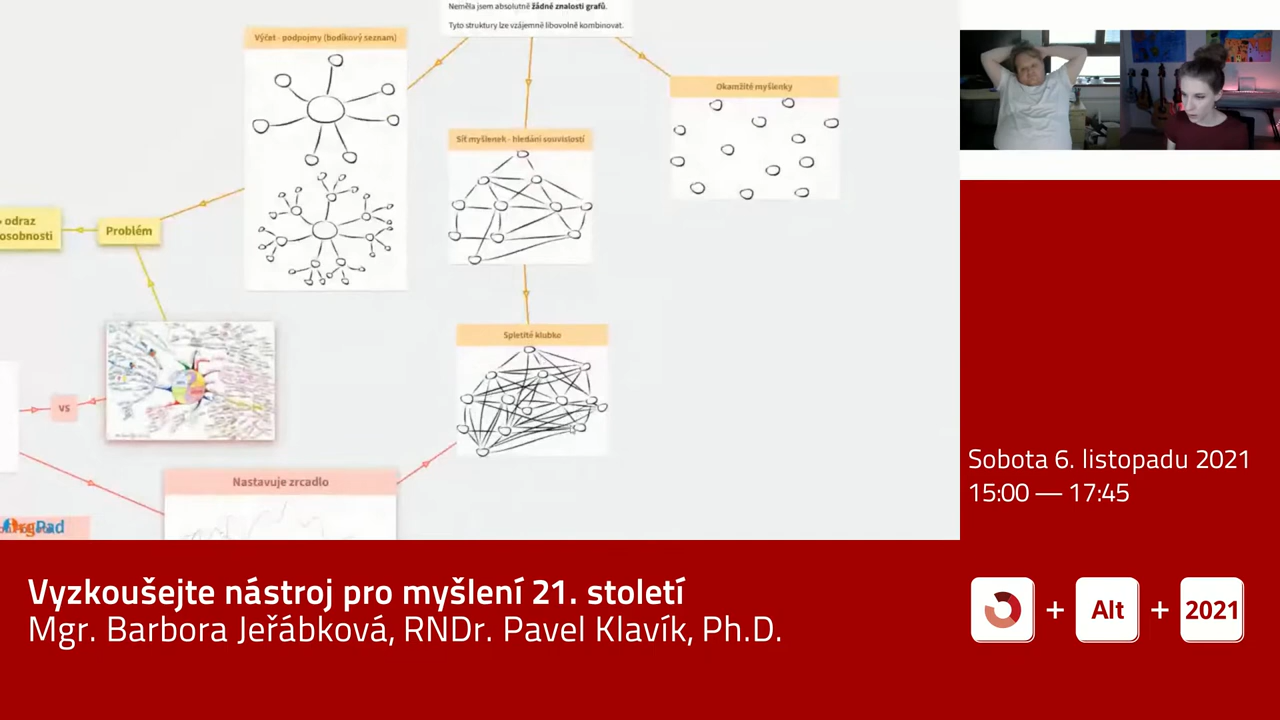 Neměla jsem absolutně žádné znalosti grafů.
Tyto struktury lze vzájemně libovolně kombinovat.
Výčet - podpojmy (bodíkový seznam)
Okamžité myšlenky
Síť myšlenek - hledání souvislostí
odraz
osobnosti
Problém
Spletité klubko
VS
Nastavuje zrcadlo
OrgPad
Sobota 6. listopadu 2021
15:00 — 17:45
Vyzkoušejte nástroj pro myšlení 21. století
Mgr. Barbora Jeřábková, RNDr. Pavel Klavík, Ph.D.
+ Alt + 2021